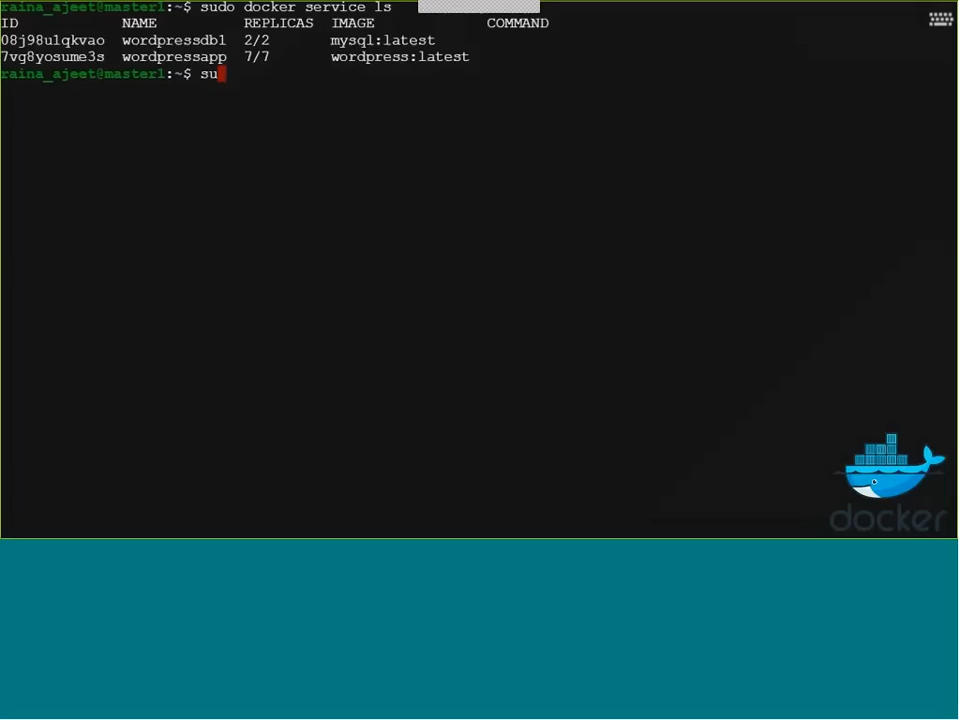 raina_ajeet@master1:~$ sudo docker service ls
ID NAME REPLICAS IMAGE COMMAND
08j98u1qkvao wordpressdb1 2/2 mysql:latest
7vg8yosume3s wordpressapp 7/7 wordpress:latest
raina_ajeet@master1:~$ su
docker